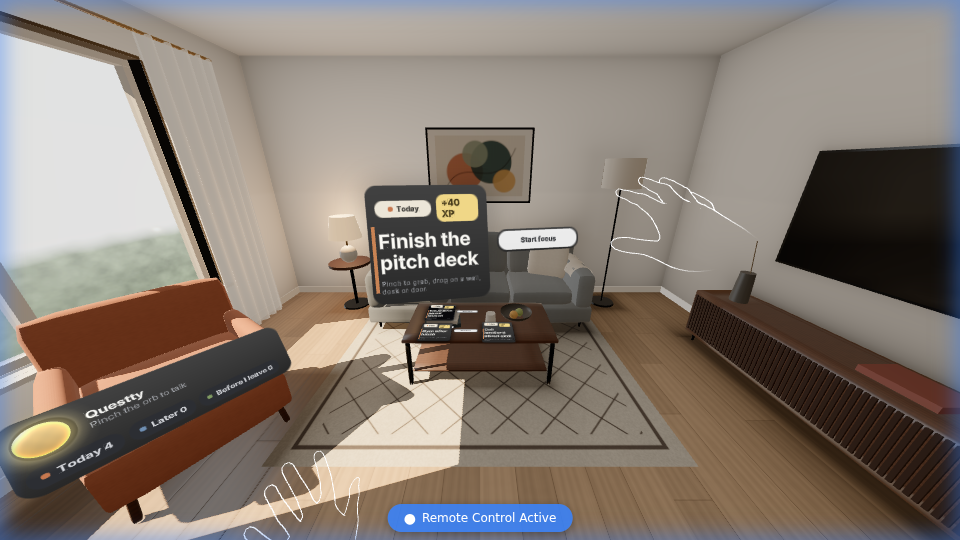 Today
+40
XP
Finish the
pitch deck
Pinch to grab, drop on a wall,
desk or door
Start focus
Questty
Pinch the orb to talk
Today 4
Later 0
Before I leave 0
Remote Control Active